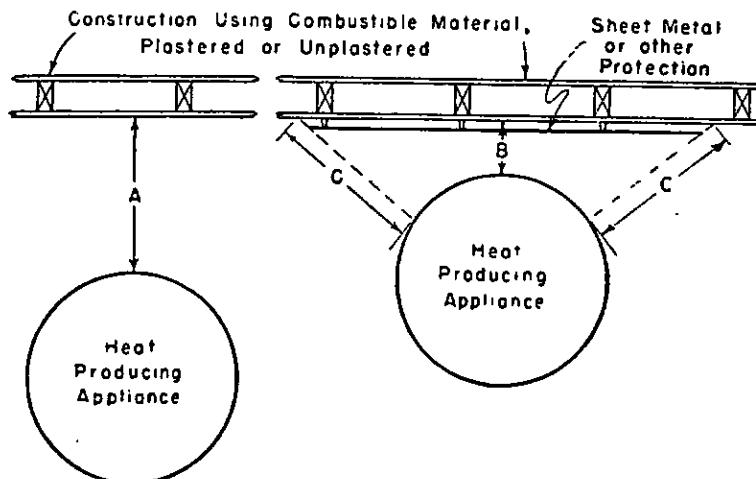 Construction Using Combustible Material,
Plastered or Unplastered
Sheet Metal
or other
Protection
A
B
C
C
Heat
Producing
Appliance
Heat
Producing
Appliance